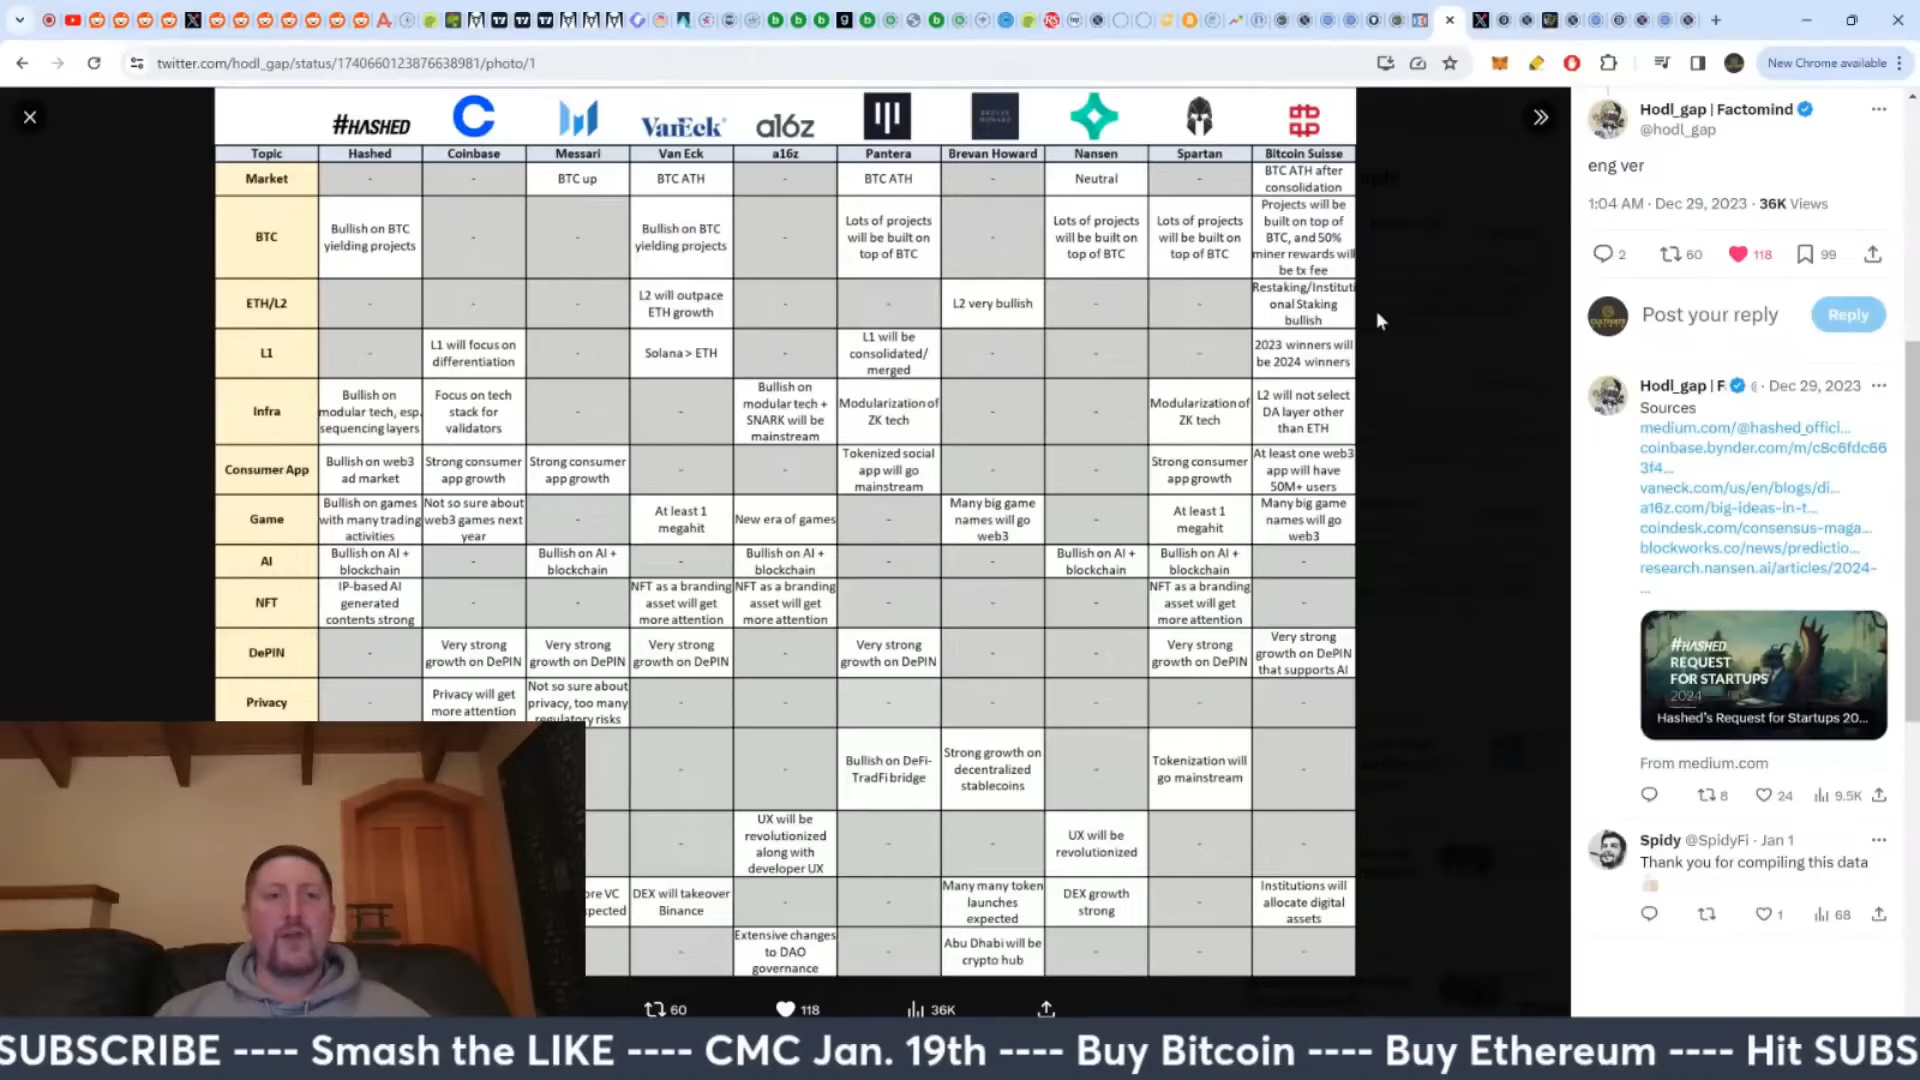 New Chrome available
twitter.com/hodl_gap/status/1740660123876638981/photo/1
#HASHED
VanEck
a16z
BREVAN
HOWARD
Topic
Hashed
Coinbase
Messari
Van Eck
a16z
Pantera
Brevan Howard
Nansen
Spartan
Bitcoin Suisse
Market
-
-
BTC up
BTC ATH
-
BTC ATH
-
Neutral
-
BTC ATH after
consolidation
BTC
Bullish on BTC
yielding projects
-
-
Bullish on BTC
yielding projects
-
Lots of projects
will be built on
top of BTC
-
Lots of projects
will be built on
top of BTC
Lots of projects
will be built on
top of BTC
Projects will be
built on top of
BTC, and 50%
miner rewards will
be tx fee
ETH/L2
-
-
-
L2 will outpace
ETH growth
-
-
L2 very bullish
-
-
Restaking/Instituti
onal Staking
bullish
L1
-
L1 will focus on
differentiation
-
Solana > ETH
-
L1 will be
consolidated/
merged
-
-
-
2023 winners will
be 2024 winners
Infra
Bullish on
modular tech, esp.
sequencing layers
Focus on tech
stack for
validators
-
-
Bullish on
modular tech +
SNARK will be
mainstream
Modularization of
ZK tech
-
-
Modularization of
ZK tech
L2 will not select
DA layer other
than ETH
Consumer App
Bullish on web3
ad market
Strong consumer
app growth
Strong consumer
app growth
-
-
Tokenized social
app will go
mainstream
-
-
Strong consumer
app growth
At least one web3
app will have
50M+ users
Game
Bullish on games
with many trading
activities
Not so sure about
web3 games next
year
-
At least 1
megahit
New era of games
-
Many big game
names will go
web3
-
At least 1
megahit
Many big game
names will go
web3
AI
Bullish on AI +
blockchain
-
Bullish on AI +
blockchain
-
Bullish on AI +
blockchain
-
-
Bullish on AI +
blockchain
Bullish on AI +
blockchain
-
NFT
IP-based AI
generated
contents strong
-
-
NFT as a branding
asset will get
more attention
NFT as a branding
asset will get
more attention
-
-
-
NFT as a branding
asset will get
more attention
-
DePIN
-
Very strong
growth on DePIN
Very strong
growth on DePIN
Very strong
growth on DePIN
-
Very strong
growth on DePIN
-
-
Very strong
growth on DePIN
Very strong
growth on DePIN
that supports AI
Privacy
-
Privacy will get
more attention
Not so sure about
privacy, too many
regulatory risks
-
-
-
-
-
-
-
-
-
Bullish on DeFi-
TradFi bridge
Strong growth on
decentralized
stablecoins
-
Tokenization will
go mainstream
-
-
UX will be
revolutionized
along with
developer UX
-
-
UX will be
revolutionized
-
-
ore VC
pected
DEX will takeover
Binance
-
-
Many many token
launches
expected
DEX growth
strong
-
Institutions will
allocate digital
assets
-
Extensive changes
to DAO
governance
-
Abu Dhabi will be
crypto hub
-
-
-
60
118
36K
Hodl_gap | Factomind
@hodl_gap
eng ver
1:04 AM · Dec 29, 2023 · 36K Views
2
60
118
99
Post your reply
Reply
Hodl_gap | F @ · Dec 29, 2023
Sources
medium.com/@hashed_offici...
coinbase.bynder.com/m/c8c6fdc66
3f4...
vaneck.com/us/en/blogs/di...
a16z.com/big-ideas-in-t...
coindesk.com/consensus-maga...
blockworks.co/news/predictio...
research.nansen.ai/articles/2024-
...
#HASHED
REQUEST
FOR STARTUPS
2024
Hashed's Request for Startups 20...
From medium.com
8
24
9.5K
Spidy @SpidyFi · Jan 1
Thank you for compiling this data
1
68
SUBSCRIBE ---- Smash the LIKE ---- CMC Jan. 19th ---- Buy Bitcoin ---- Buy Ethereum ---- Hit SUBS